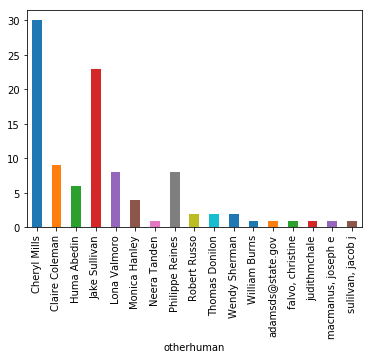 30
25
20
15
10
5
0
Cheryl Mills
Claire Coleman
Huma Abedin
Jake Sullivan
Lona Valmoro
Monica Hanley
Neera Tanden
Philippe Reines
Robert Russo
Thomas Donilon
Wendy Sherman
William Burns
adamsds@state.gov
falvo, christine
judithmchale
macmanus, joseph e
sulilvan, jacob j
otherhuman